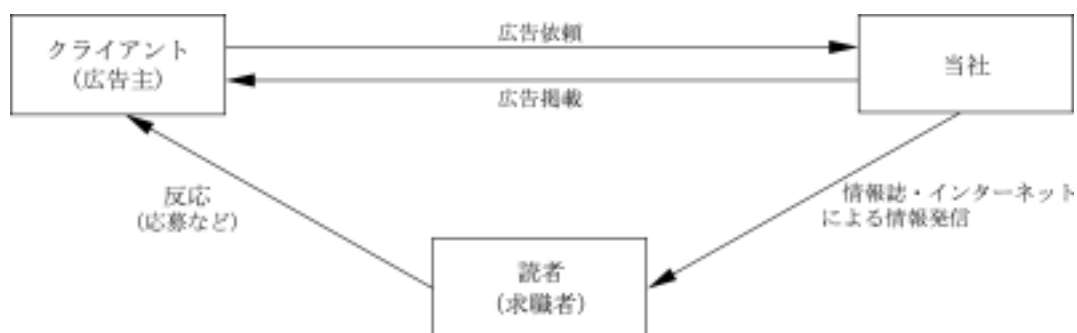 クライアント
(広告主)
広告依頼
広告掲載
当社
反応
(応募など)
情報誌・インターネット
による情報発信
読者
(求職者)